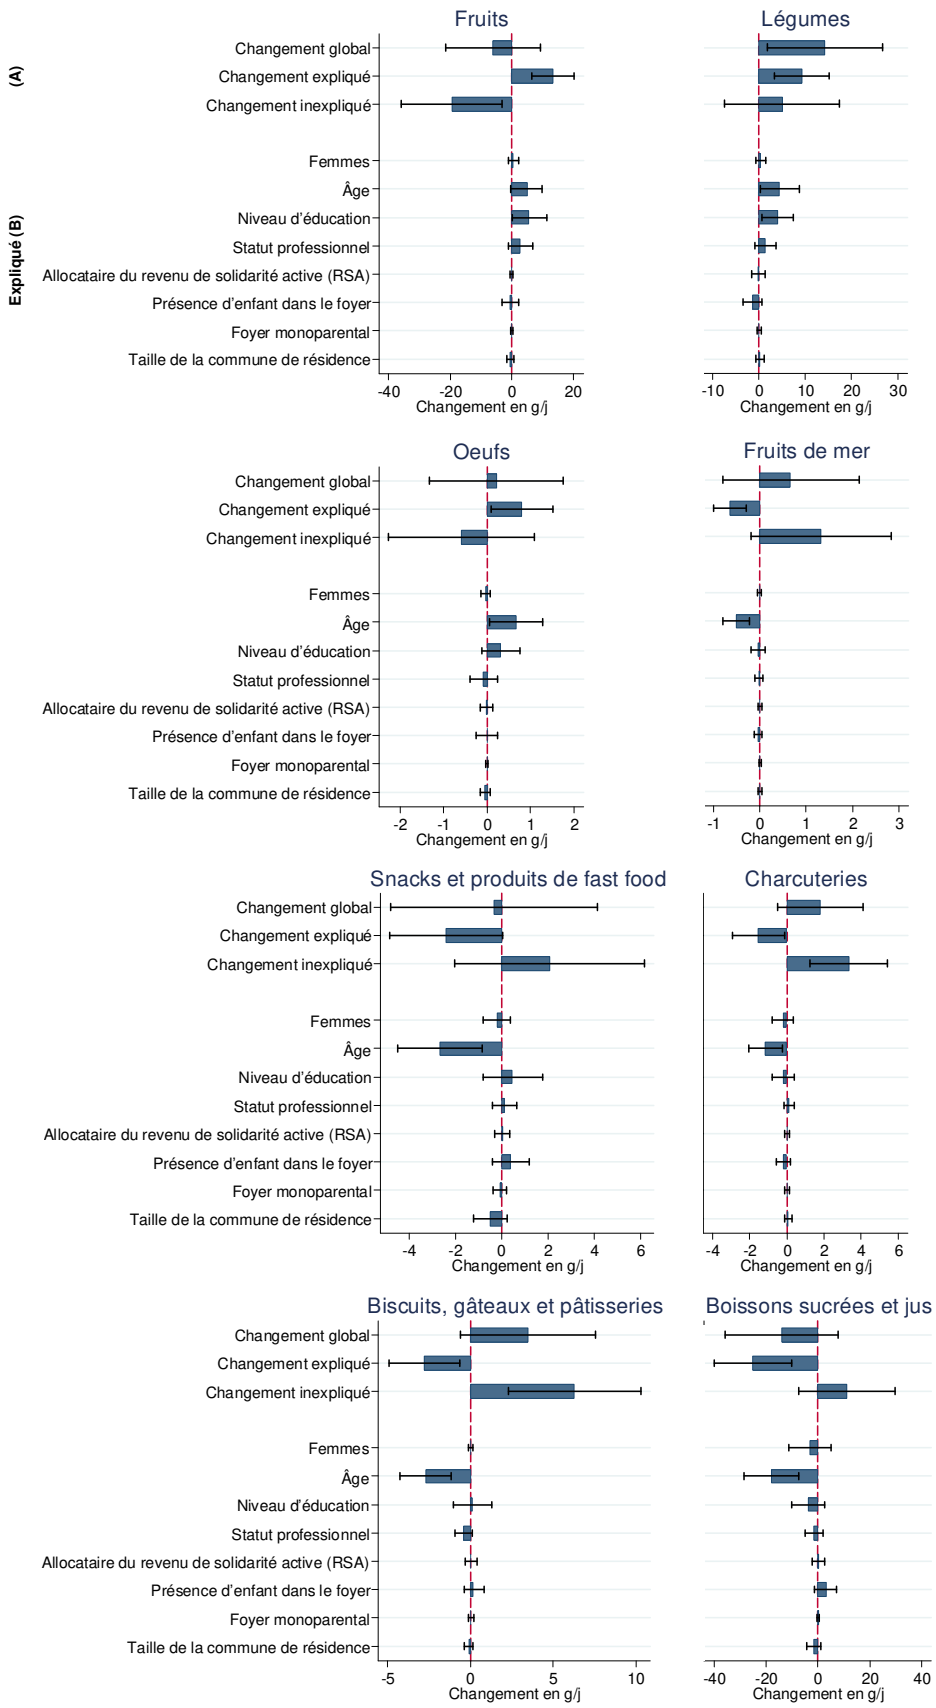 Fruits
Légumes
(A)
Changement global
Changement expliqué
Changement inexpliqué
Expliqué (B)
Femmes
Âge
Niveau d'éducation
Statut professionnel
Allocataire du revenu de solidarité active (RSA)
Présence d'enfant dans le foyer
Foyer monoparental
Taille de la commune de résidence
-40 -20 0 20
-10 0 10 20 30
Changement en g/j
Changement en g/j
Oeufs
Fruits de mer
Changement global
Changement expliqué
Changement inexpliqué
Femmes
Âge
Niveau d'éducation
Statut professionnel
Allocataire du revenu de solidarité active (RSA)
Présence d'enfant dans le foyer
Foyer monoparental
Taille de la commune de résidence
-2 -1 0 1 2
-1 0 1 2 3
Changement en g/j
Changement en g/j
Snacks et produits de fast food
Charcuteries
Changement global
Changement expliqué
Changement inexpliqué
Femmes
Âge
Niveau d'éducation
Statut professionnel
Allocataire du revenu de solidarité active (RSA)
Présence d'enfant dans le foyer
Foyer monoparental
Taille de la commune de résidence
-4 -2 0 2 4 6
-4 -2 0 2 4 6
Changement en g/j
Changement en g/j
Biscuits, gâteaux et pâtisseries
Boissons sucrées et jus
Changement global
Changement expliqué
Changement inexpliqué
Femmes
Âge
Niveau d'éducation
Statut professionnel
Allocataire du revenu de solidarité active (RSA)
Présence d'enfant dans le foyer
Foyer monoparental
Taille de la commune de résidence
-5 0 5 10
-40 -20 0 20 40
Changement en g/j
Changement en g/j